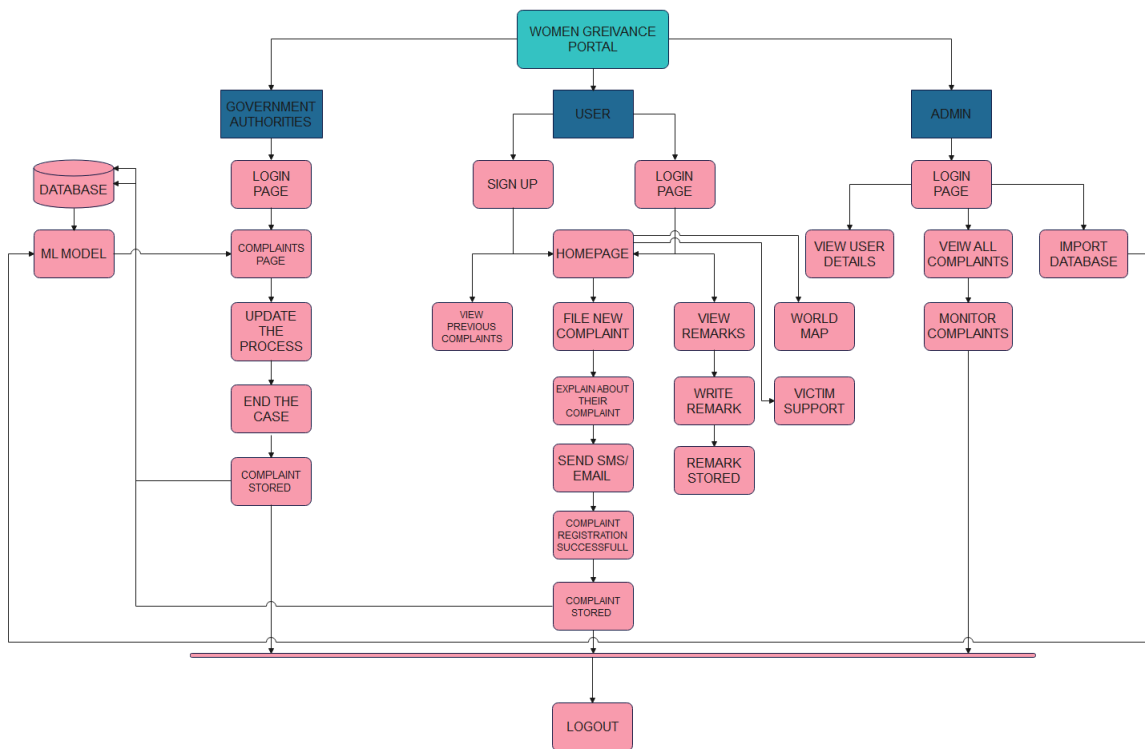 WOMEN GREIVANCE
PORTAL
GOVERNMENT
AUTHORITIES
USER
ADMIN
DATABASE
LOGIN
PAGE
SIGN UP
LOGIN
PAGE
LOGIN
PAGE
ML MODEL
COMPLAINTS
PAGE
HOMEPAGE
VIEW USER
DETAILS
VEIW ALL
COMPLAINTS
IMPORT
DATABASE
UPDATE
THE
PROCESS
VIEW
PREVIOUS
COMPLAINTS
FILE NEW
COMPLAINT
VIEW
REMARKS
WORLD
MAP
MONITOR
COMPLAINTS
END THE
CASE
EXPLAIN ABOUT
THEIR
COMPLAINT
WRITE
REMARK
VICTIM
SUPPORT
COMPLAINT
STORED
SEND SMS/
EMAIL
REMARK
STORED
COMPLAINT
REGISTRATION
SUCCESSFULL
COMPLAINT
STORED
LOGOUT